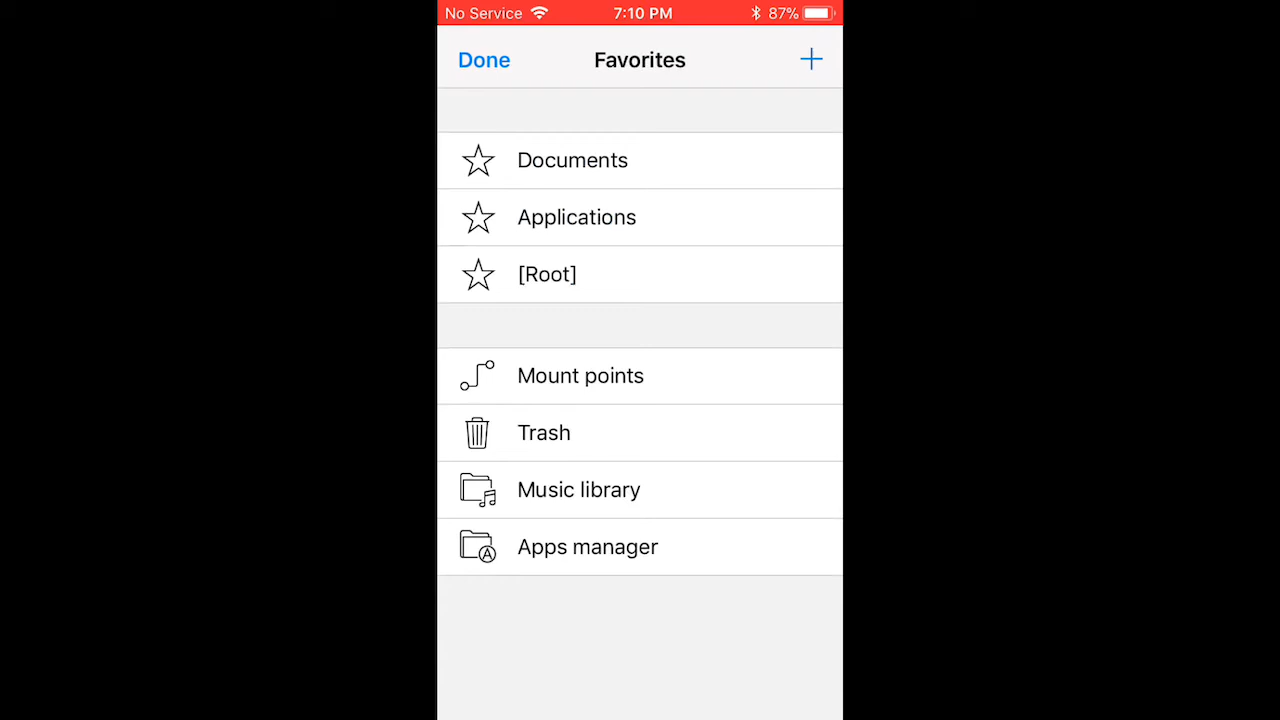 No Service 7:10 PM 87%
Done Favorites
Documents
Applications
[Root]
Mount points
Trash
Music library
Apps manager